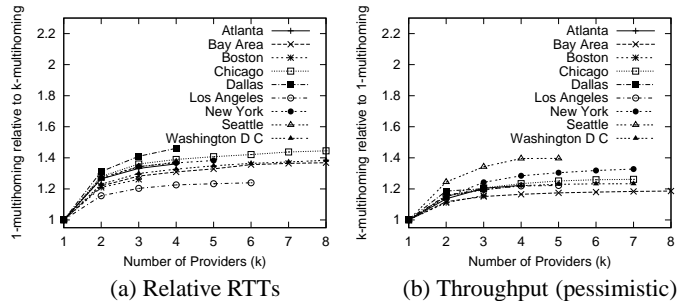 1-multihoming relative to k-multihoming
2.2
2
1.8
1.6
1.4
1.2
1
1 2 3 4 5 6 7 8
Number of Providers (k)
Atlanta
Bay Area
Boston
Chicago
Dallas
Los Angeles
New York
Seattle
Washington D C
(a) Relative RTTs
k-multihoming relative to 1-multihoming
2.2
2
1.8
1.6
1.4
1.2
1
1 2 3 4 5 6 7 8
Number of Providers (k)
Atlanta
Bay Area
Boston
Chicago
Dallas
Los Angeles
New York
Seattle
Washington D C
(b) Throughput (pessimistic)